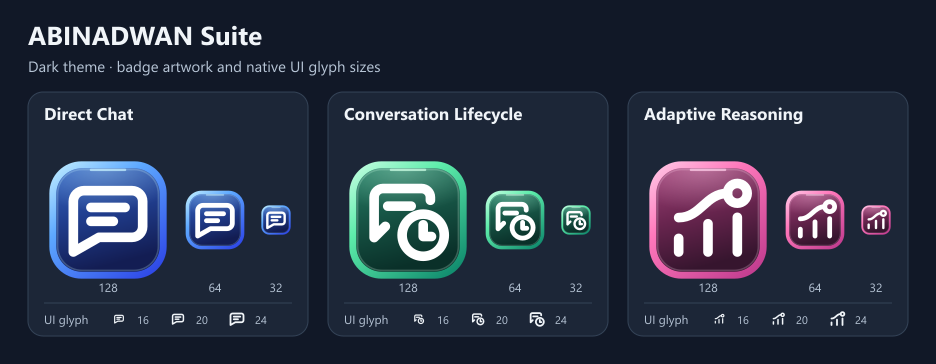 ABINADWAN Suite
Dark theme · badge artwork and native UI glyph sizes
Direct Chat
128 64 32
UI glyph 16 20 24
Conversation Lifecycle
128 64 32
UI glyph 16 20 24
Adaptive Reasoning
128 64 32
UI glyph 16 20 24